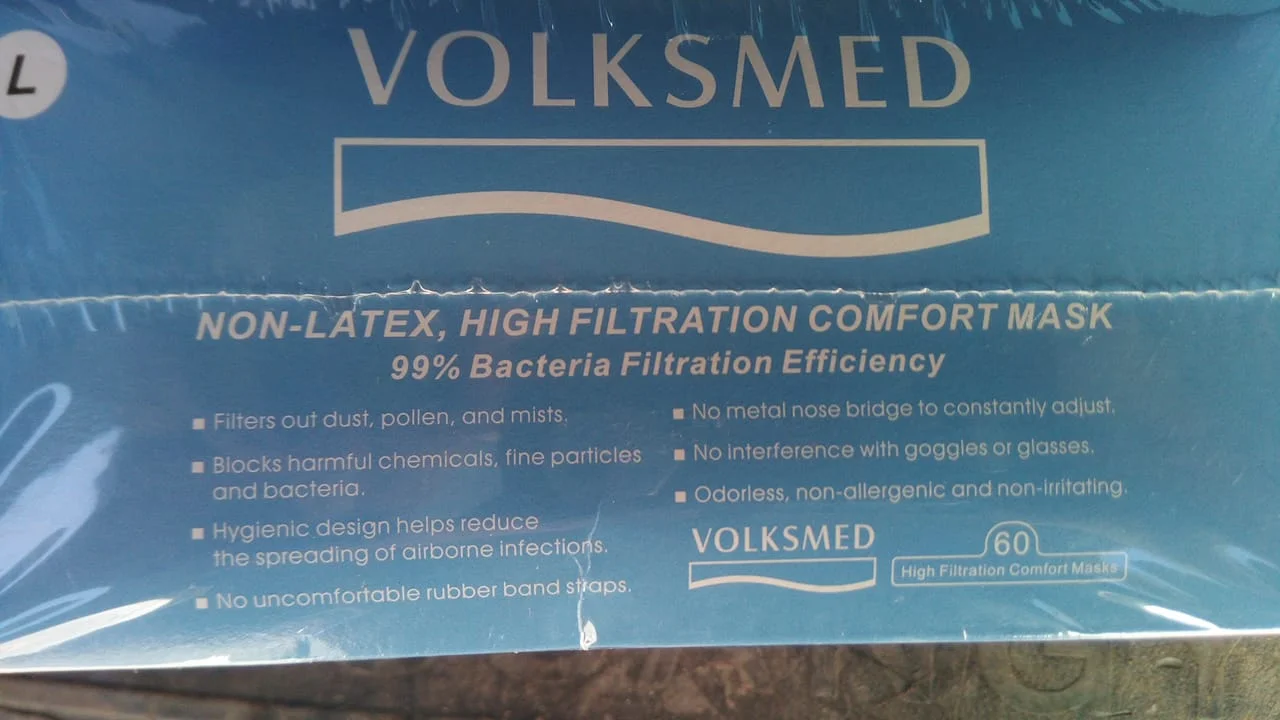 L
VOLKSMED
NON-LATEX, HIGH FILTRATION COMFORT MASK
99% Bacteria Filtration Efficiency
■ Filters out dust, pollen, and mists.
■ Blocks harmful chemicals, fine particles
and bacteria.
■ Hygienic design helps reduce
the spreading of airborne infections.
■ No uncomfortable rubber band straps.
■ No metal nose bridge to constantly adjust.
■ No interference with goggles or glasses.
■ Odorless, non-allergenic and non-irritating.
VOLKSMED
60
High Filtration Comfort Masks